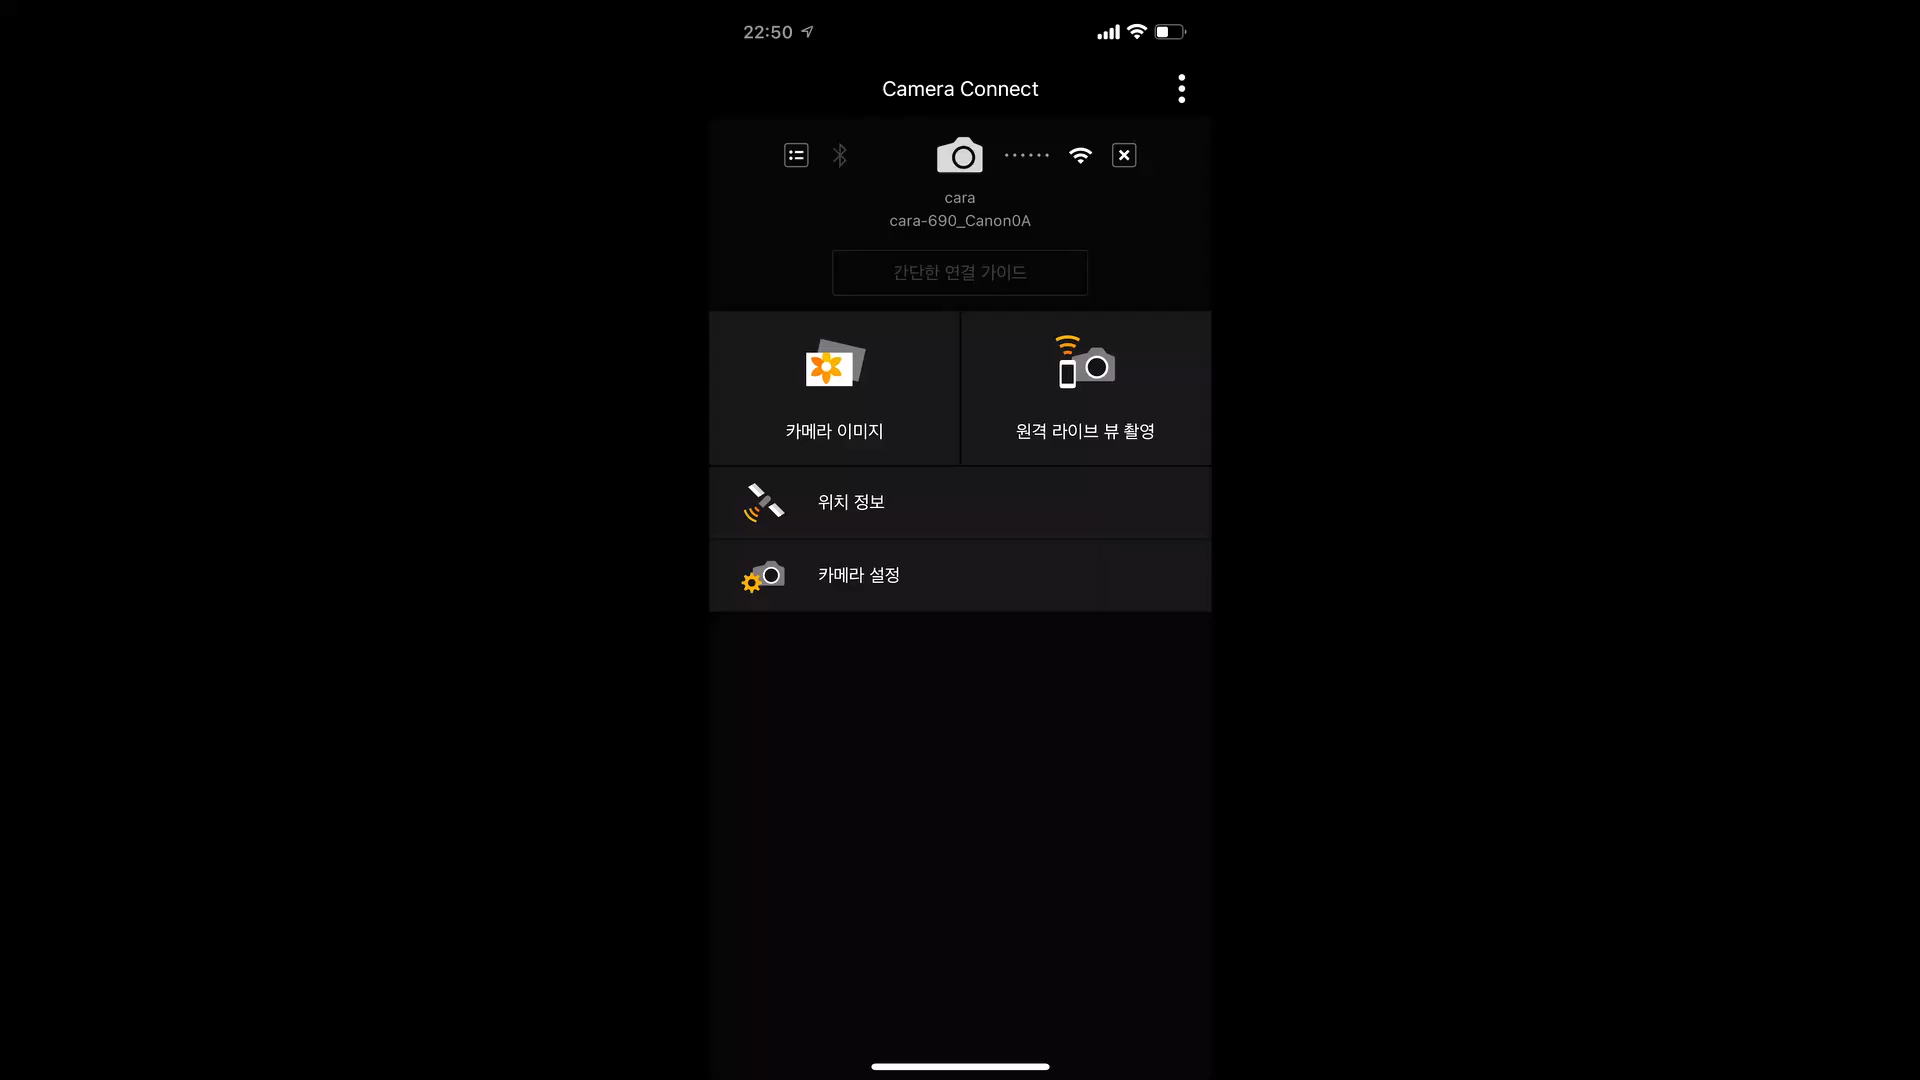 22:50
Camera Connect
cara
cara-690_Canon0A
간단한 연결 가이드
카메라 이미지
원격 라이브 뷰 촬영
위치 정보
카메라 설정